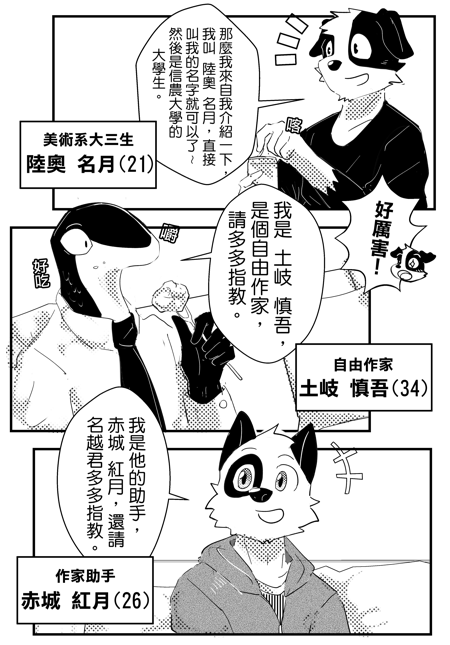 那麼我來自我介紹一下，
我叫 陸奧 名月，直接
叫我的名字就可以了~
然後是信農大學的
大學生。
喀
美術系大三生
陸奧 名月(21)
好厲害！
我是 土岐 慎吾，
是個自由作家，
請多多指教。
嚼
好吃
自由作家
土岐 慎吾(34)
我是他的助手，
赤城 紅月，還請
名越君多多指教。
作家助手
赤城 紅月(26)